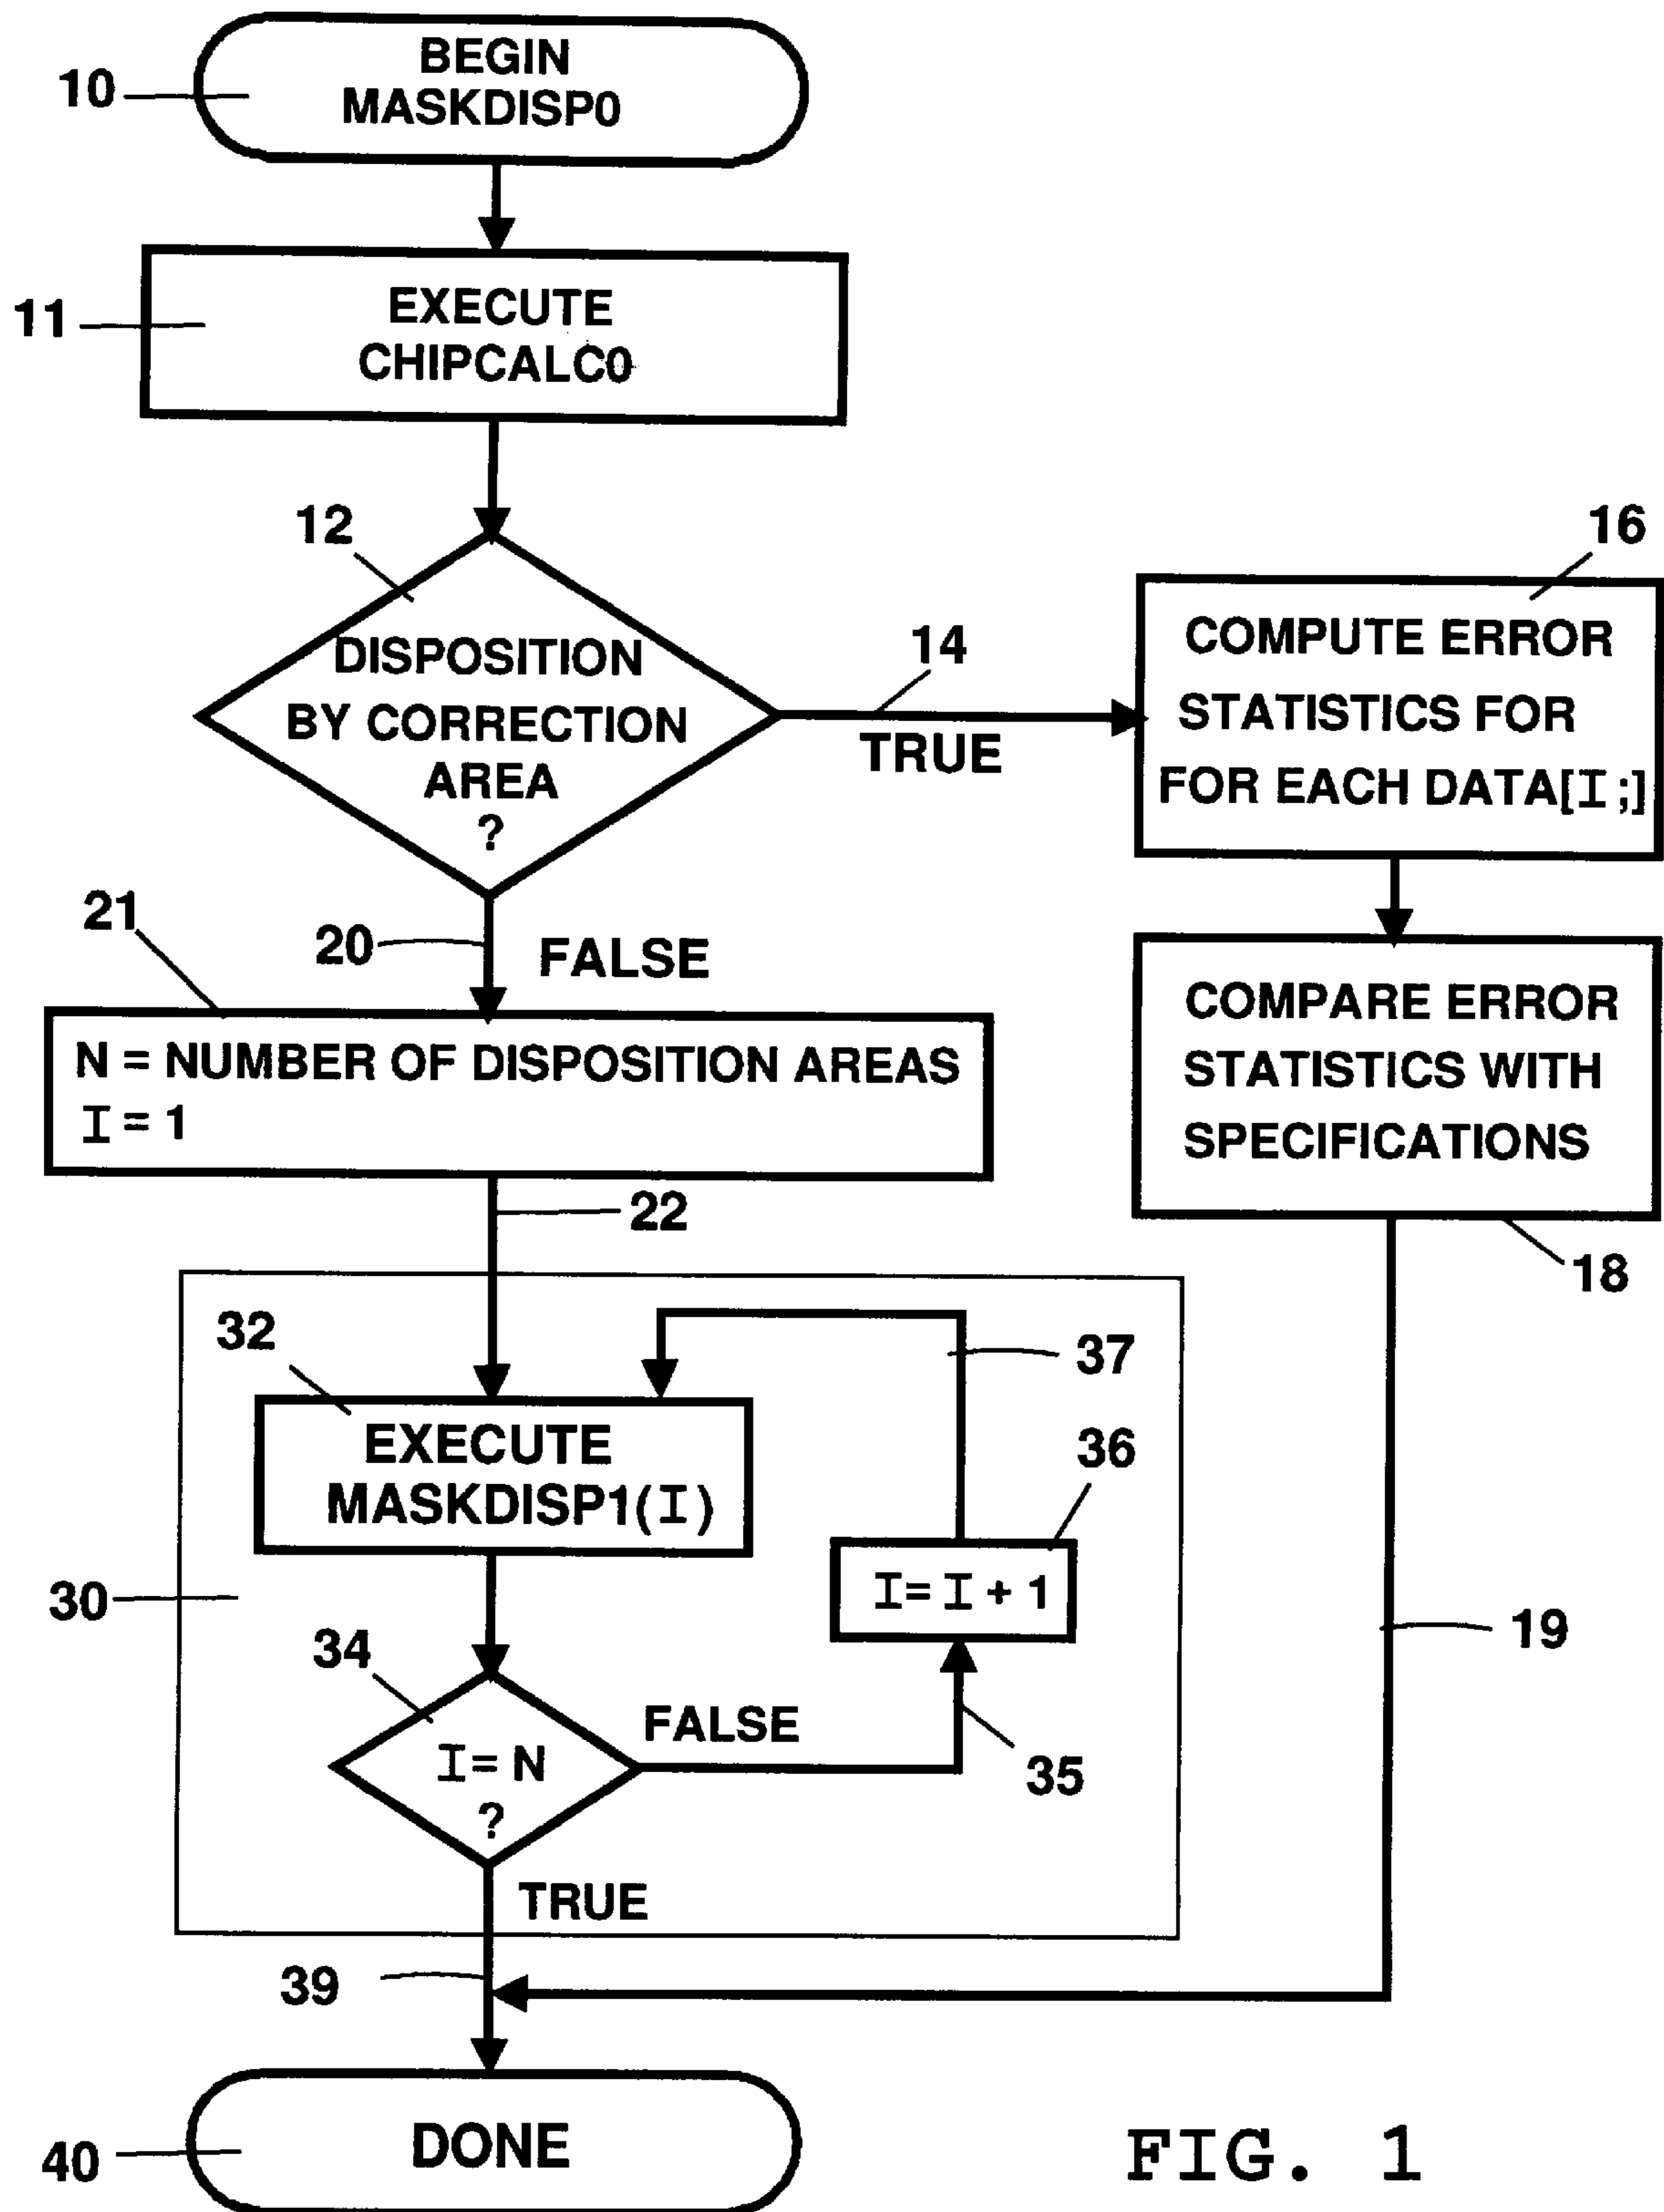 BEGIN
MASKDISP0
10
EXECUTE
CHIPCALC0
11
12
DISPOSITION
BY CORRECTION
AREA
?
14
TRUE
16
COMPUTE ERROR
STATISTICS FOR
FOR EACH DATA[I;]
20
FALSE
21
N = NUMBER OF DISPOSITION AREAS
I = 1
COMPARE ERROR
STATISTICS WITH
SPECIFICATIONS
18
22
32
EXECUTE
MASKDISP1(I)
37
36
I= I + 1
30
34
I= N
?
FALSE
35
19
TRUE
39
DONE
40
FIG. 1